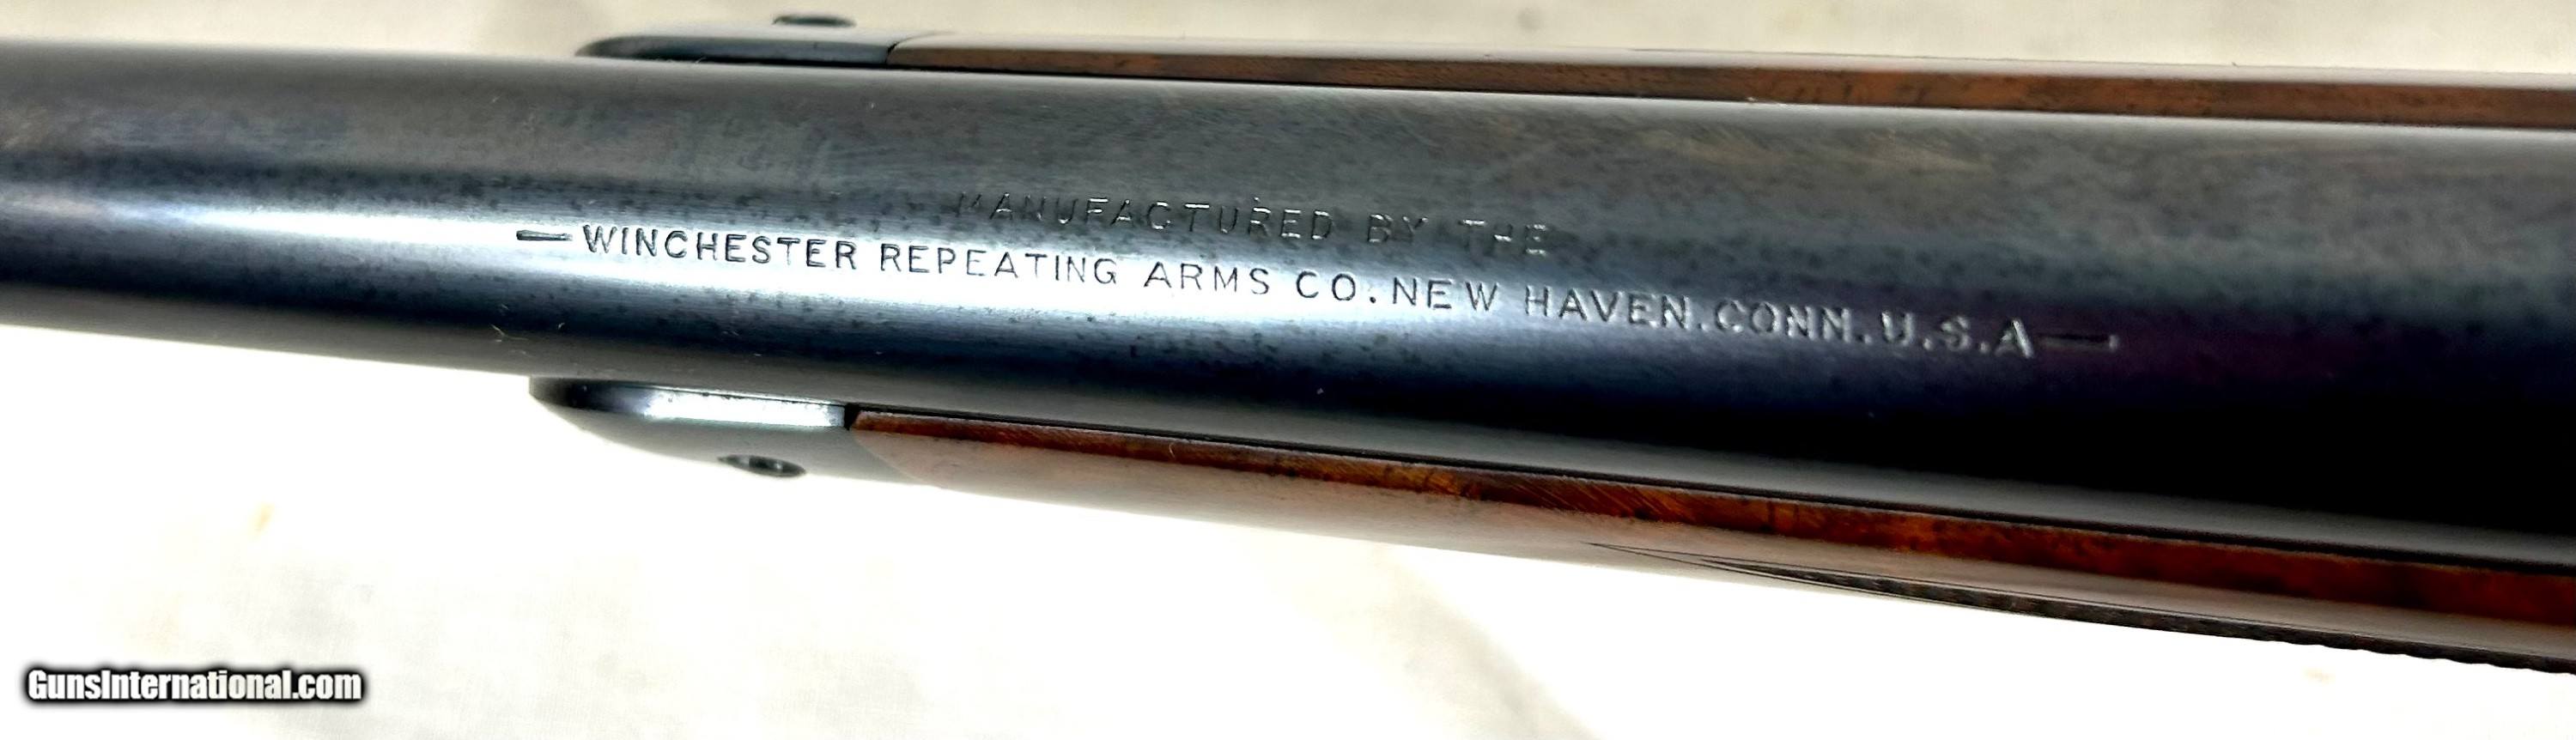 MANUFACTURED BY THE
—WINCHESTER REPEATING ARMS CO. NEW HAVEN. CONN. U.S.A—
GunsInternational.com